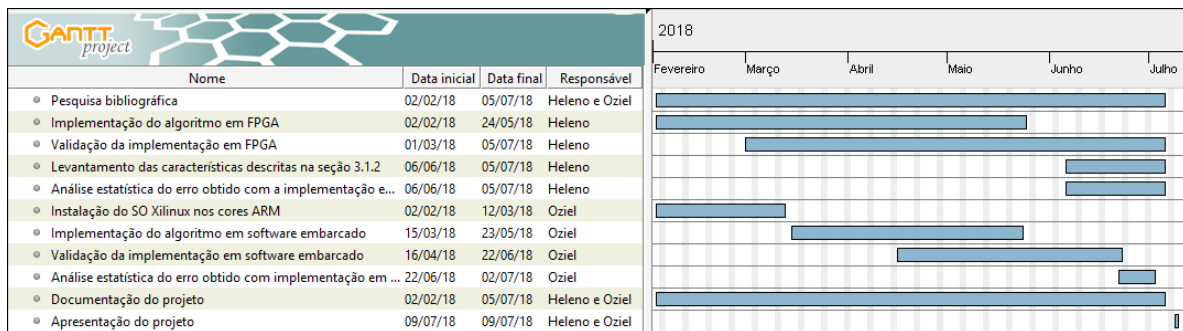 GANTT
project
2018
Fevereiro Março Abril Maio Junho Julho
Nome Data inicial Data final Responsável
Pesquisa bibliográfica 02/02/18 05/07/18 Heleno e Oziel
Implementação do algoritmo em FPGA 02/02/18 24/05/18 Heleno
Validação da implementação em FPGA 01/03/18 05/07/18 Heleno
Levantamento das características descritas na seção 3.1.2 06/06/18 05/07/18 Heleno
Análise estatística do erro obtido com a implementação e... 06/06/18 05/07/18 Heleno
Instalação do SO Xilinux nos cores ARM 02/02/18 12/03/18 Oziel
Implementação do algoritmo em software embarcado 15/03/18 23/05/18 Oziel
Validação da implementação em software embarcado 16/04/18 22/06/18 Oziel
Análise estatística do erro obtido com implementação em ... 22/06/18 02/07/18 Oziel
Documentação do projeto 02/02/18 05/07/18 Heleno e Oziel
Apresentação do projeto 09/07/18 09/07/18 Heleno e Oziel